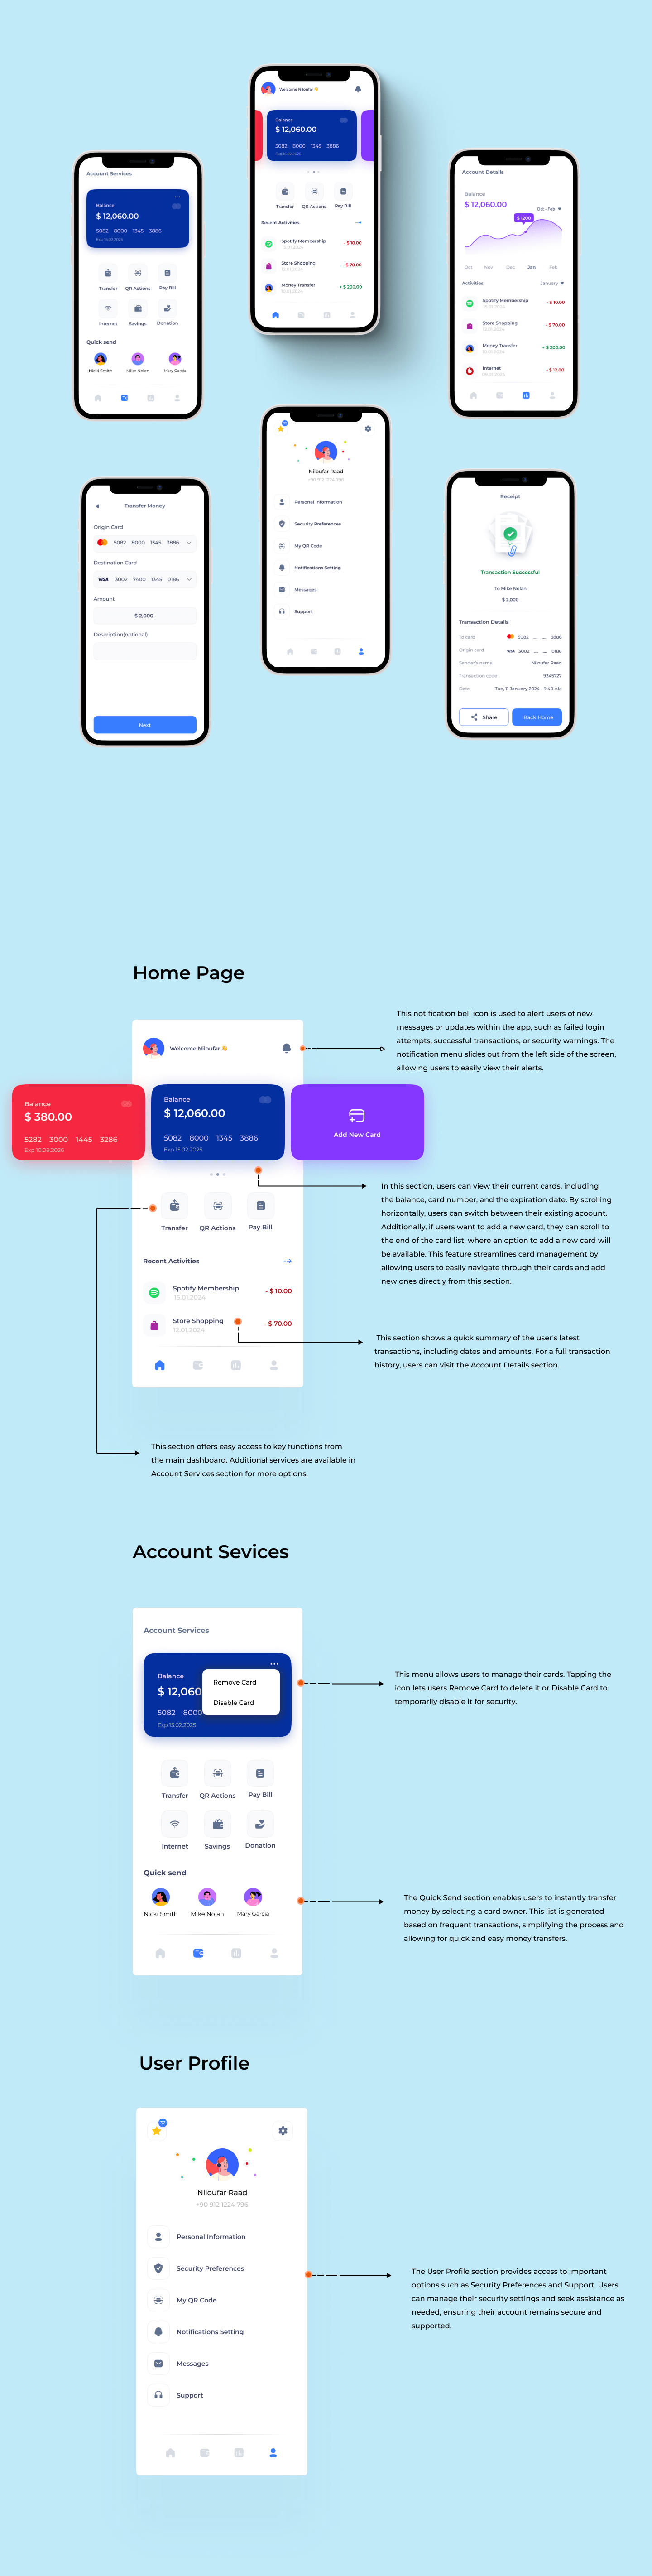 Welcome Niloufar 👋
Balance
$ 12,060.00
5082 8000 1345 3886
Exp 15.02.2025
Transfer
QR Actions
Pay Bill
Recent Activities
Spotify Membership
15.01.2024
- $ 10.00
Store Shopping
12.01.2024
- $ 70.00
Money Transfer
+ $ 200.00
Account Services
Balance
$ 12,060.00
5082 8000 1345 3886
Exp 15.02.2025
Transfer
QR Actions
Pay Bill
Internet
Savings
Donation
Quick send
Nicki Smith
Mike Nolan
Mary Garcia
Account Details
Balance
$ 12,060.00
Oct - Feb
$ 1200
Oct
Nov
Dec
Jan
Feb
Activities
January
Spotify Membership
- $ 10.00
Store Shopping
- $ 70.00
Money Transfer
+ $ 200.00
Internet
- $ 12.00
Niloufar Raad
+90 912 1224 796
Personal Information
Security Preferences
My QR Code
Notifications Setting
Messages
Support
Transfer Money
Origin Card
5082 8000 1345 3886
Destination Card
VISA 3002 7400 1345 0186
Amount
$ 2,000
Description(optional)
Next
Receipt
Transaction Successful
To Mike Nolan
$ 2,000
Transaction Details
To card
5082 ... ... 3886
Origin card
VISA 3002 ... ... 0186
Sender's name
Niloufar Raad
Transaction code
9345727
Date
Tue, 11 January 2024 - 9:40 AM
Share
Back Home
Home Page
Welcome Niloufar 👋
This notification bell icon is used to alert users of new
messages or updates within the app, such as failed login
attempts, successful transactions, or security warnings. The
notification menu slides out from the left side of the screen,
allowing users to easily view their alerts.
Balance
$ 380.00
5282 3000 1445 3286
Exp 10.08.2026
Balance
$ 12,060.00
5082 8000 1345 3886
Exp 15.02.2025
Add New Card
In this section, users can view their current cards, including
the balance, card number, and the expiration date. By scrolling
horizontally, users can switch between their existing account.
Additionally, if users want to add a new card, they can scroll to
the end of the card list, where an option to add a new card will
be available. This feature streamlines card management by
allowing users to easily navigate through their cards and add
new ones directly from this section.
Transfer
QR Actions
Pay Bill
Recent Activities
Spotify Membership
15.01.2024
- $ 10.00
Store Shopping
12.01.2024
- $ 70.00
This section shows a quick summary of the user's latest
transactions, including dates and amounts. For a full transaction
history, users can visit the Account Details section.
This section offers easy access to key functions from
the main dashboard. Additional services are available in
Account Services section for more options.
Account Sevices
Account Services
Balance
$ 12,060
5082 8000
Exp 15.02.2025
Remove Card
Disable Card
This menu allows users to manage their cards. Tapping the
icon lets users Remove Card to delete it or Disable Card to
temporarily disable it for security.
Transfer
QR Actions
Pay Bill
Internet
Savings
Donation
Quick send
Nicki Smith
Mike Nolan
Mary Garcia
The Quick Send section enables users to instantly transfer
money by selecting a card owner. This list is generated
based on frequent transactions, simplifying the process and
allowing for quick and easy money transfers.
User Profile
Niloufar Raad
+90 912 1224 796
Personal Information
Security Preferences
My QR Code
Notifications Setting
Messages
Support
The User Profile section provides access to important
options such as Security Preferences and Support. Users
can manage their security settings and seek assistance as
needed, ensuring their account remains secure and
supported.